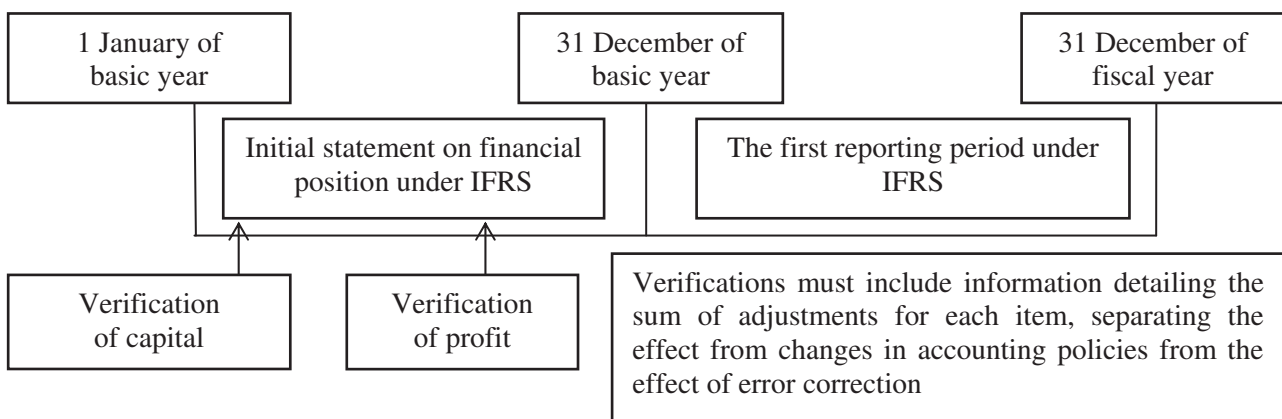 1 January of
basic year
31 December of
basic year
31 December of
fiscal year
Initial statement on financial
position under IFRS
The first reporting period under
IFRS
Verification
of capital
Verification
of profit
Verifications must include information detailing the
sum of adjustments for each item, separating the
effect from changes in accounting policies from the
effect of error correction